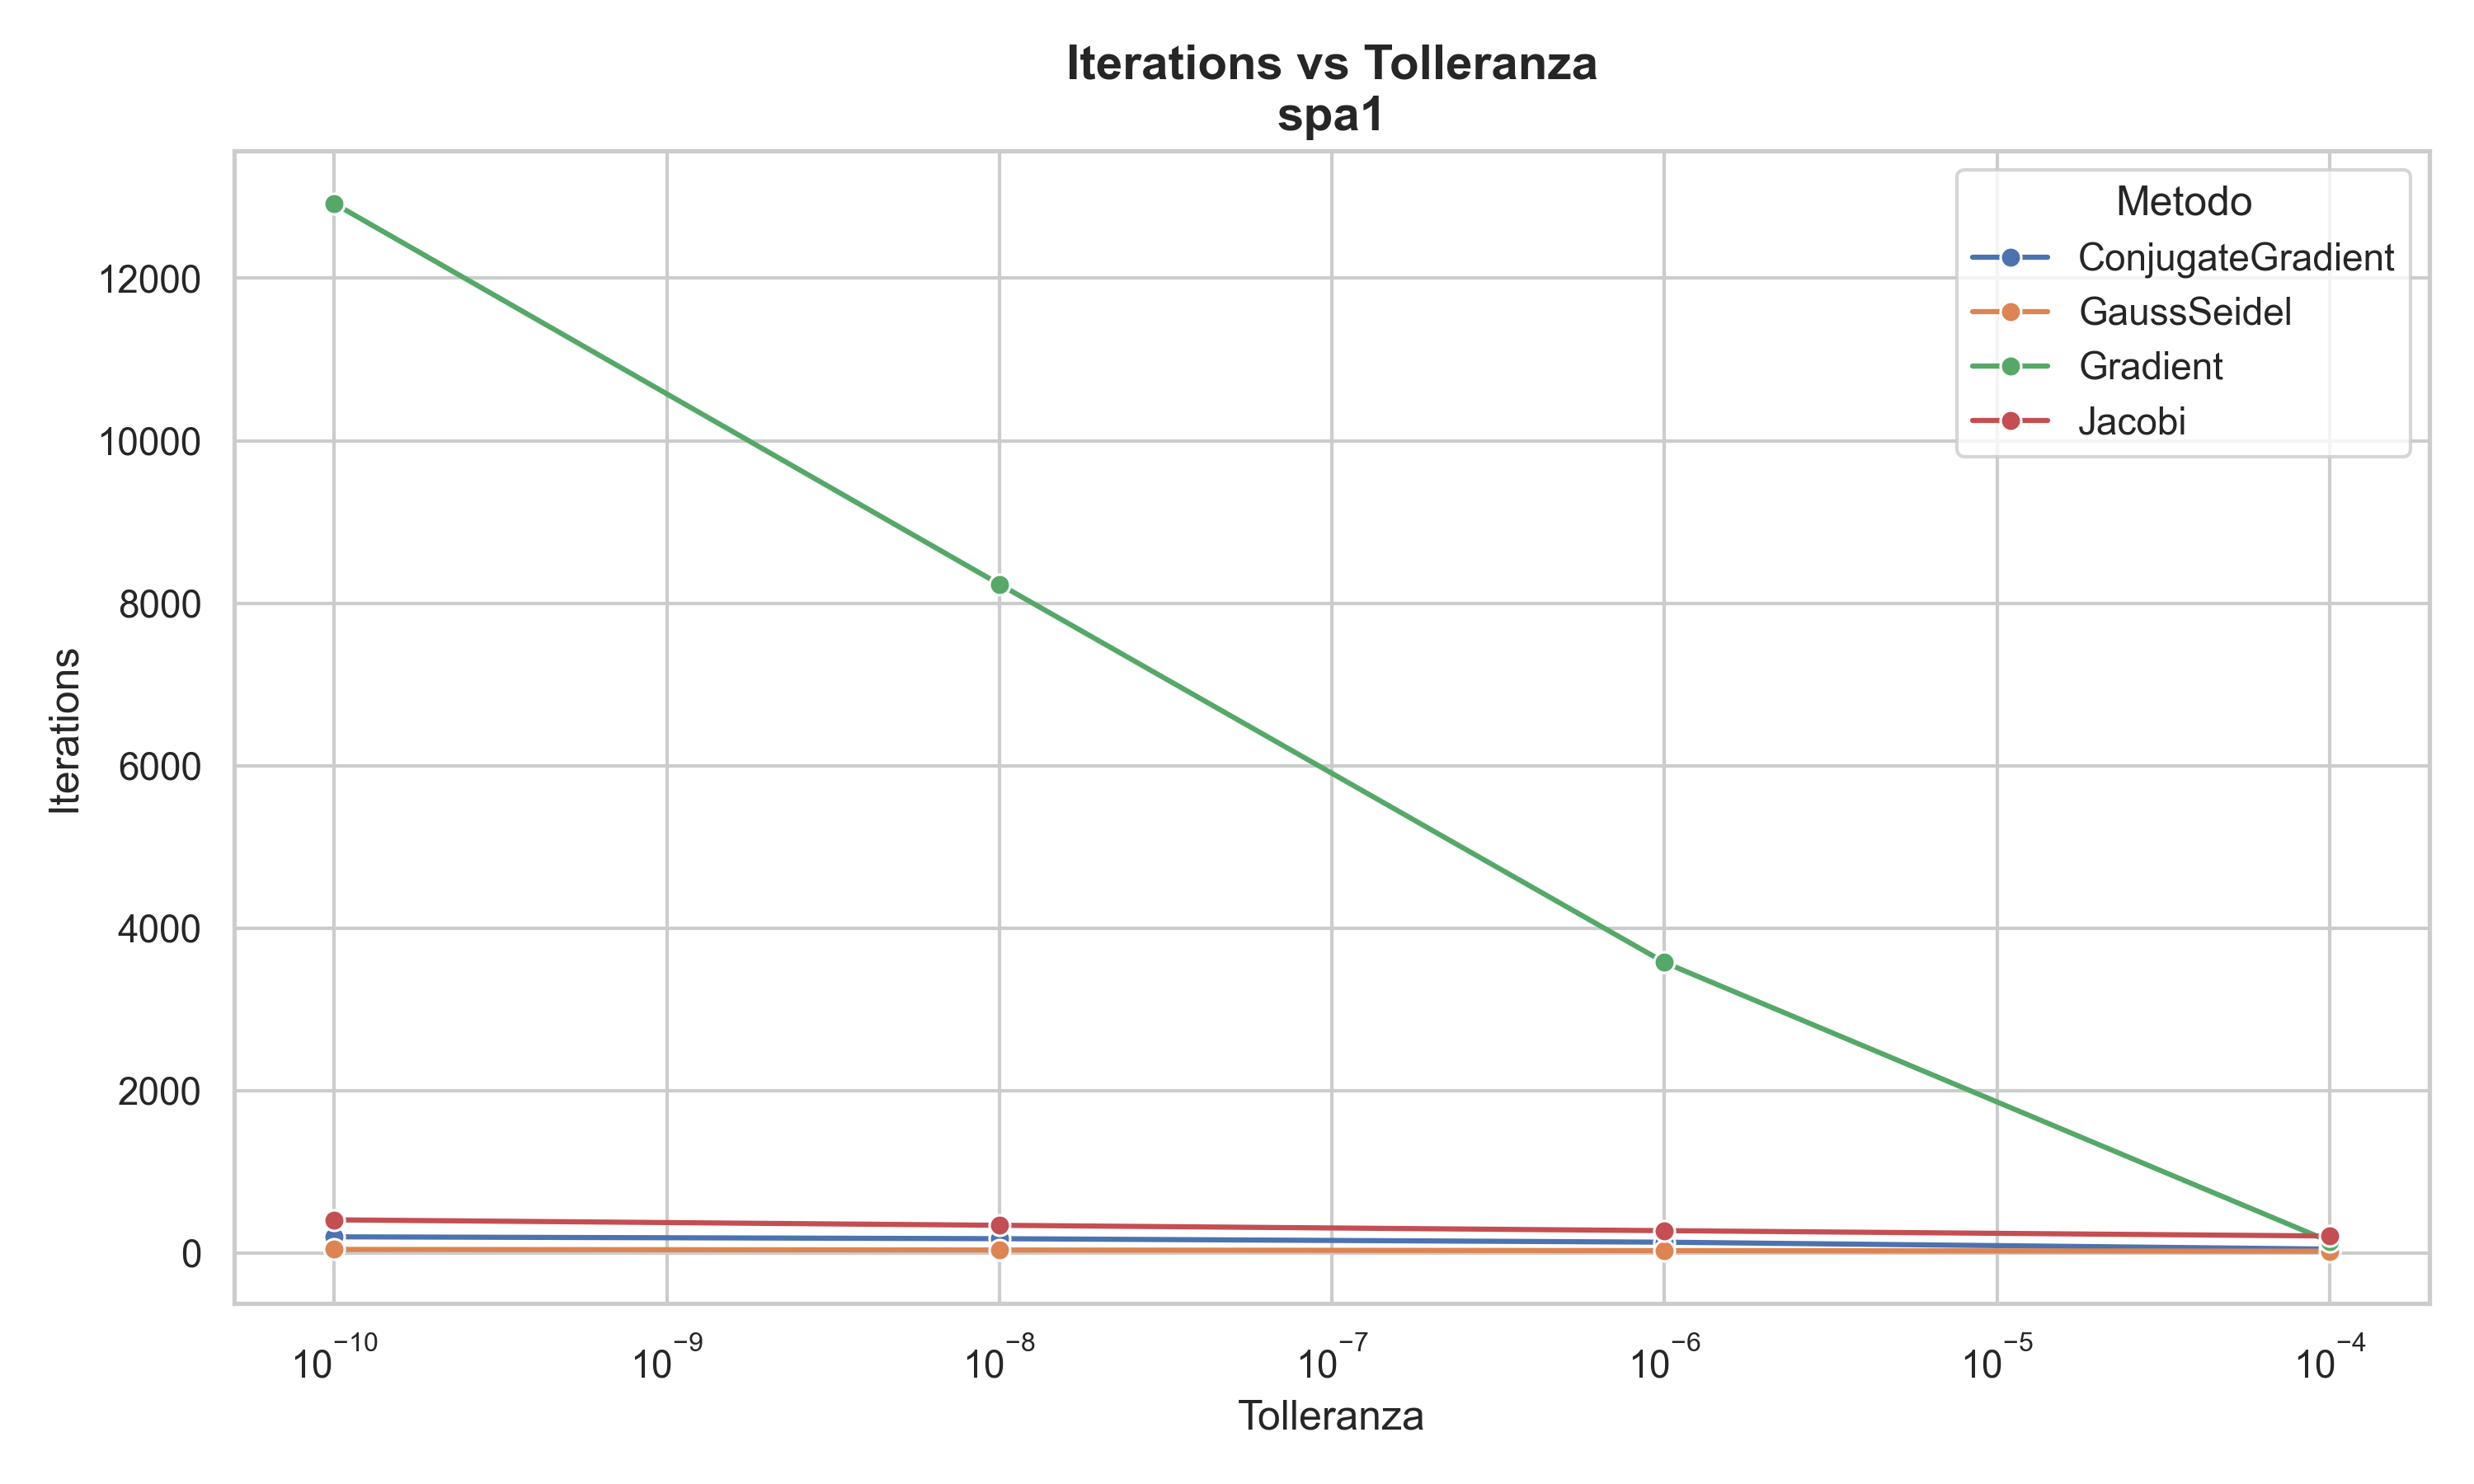 Iterations vs Tolleranza
spa1
Metodo
ConjugateGradient
GaussSeidel
Gradient
Jacobi
Iterations
12000
10000
8000
6000
4000
2000
0
10⁻¹⁰ 10⁻⁹ 10⁻⁸ 10⁻⁷ 10⁻⁶ 10⁻⁵ 10⁻⁴
Tolleranza